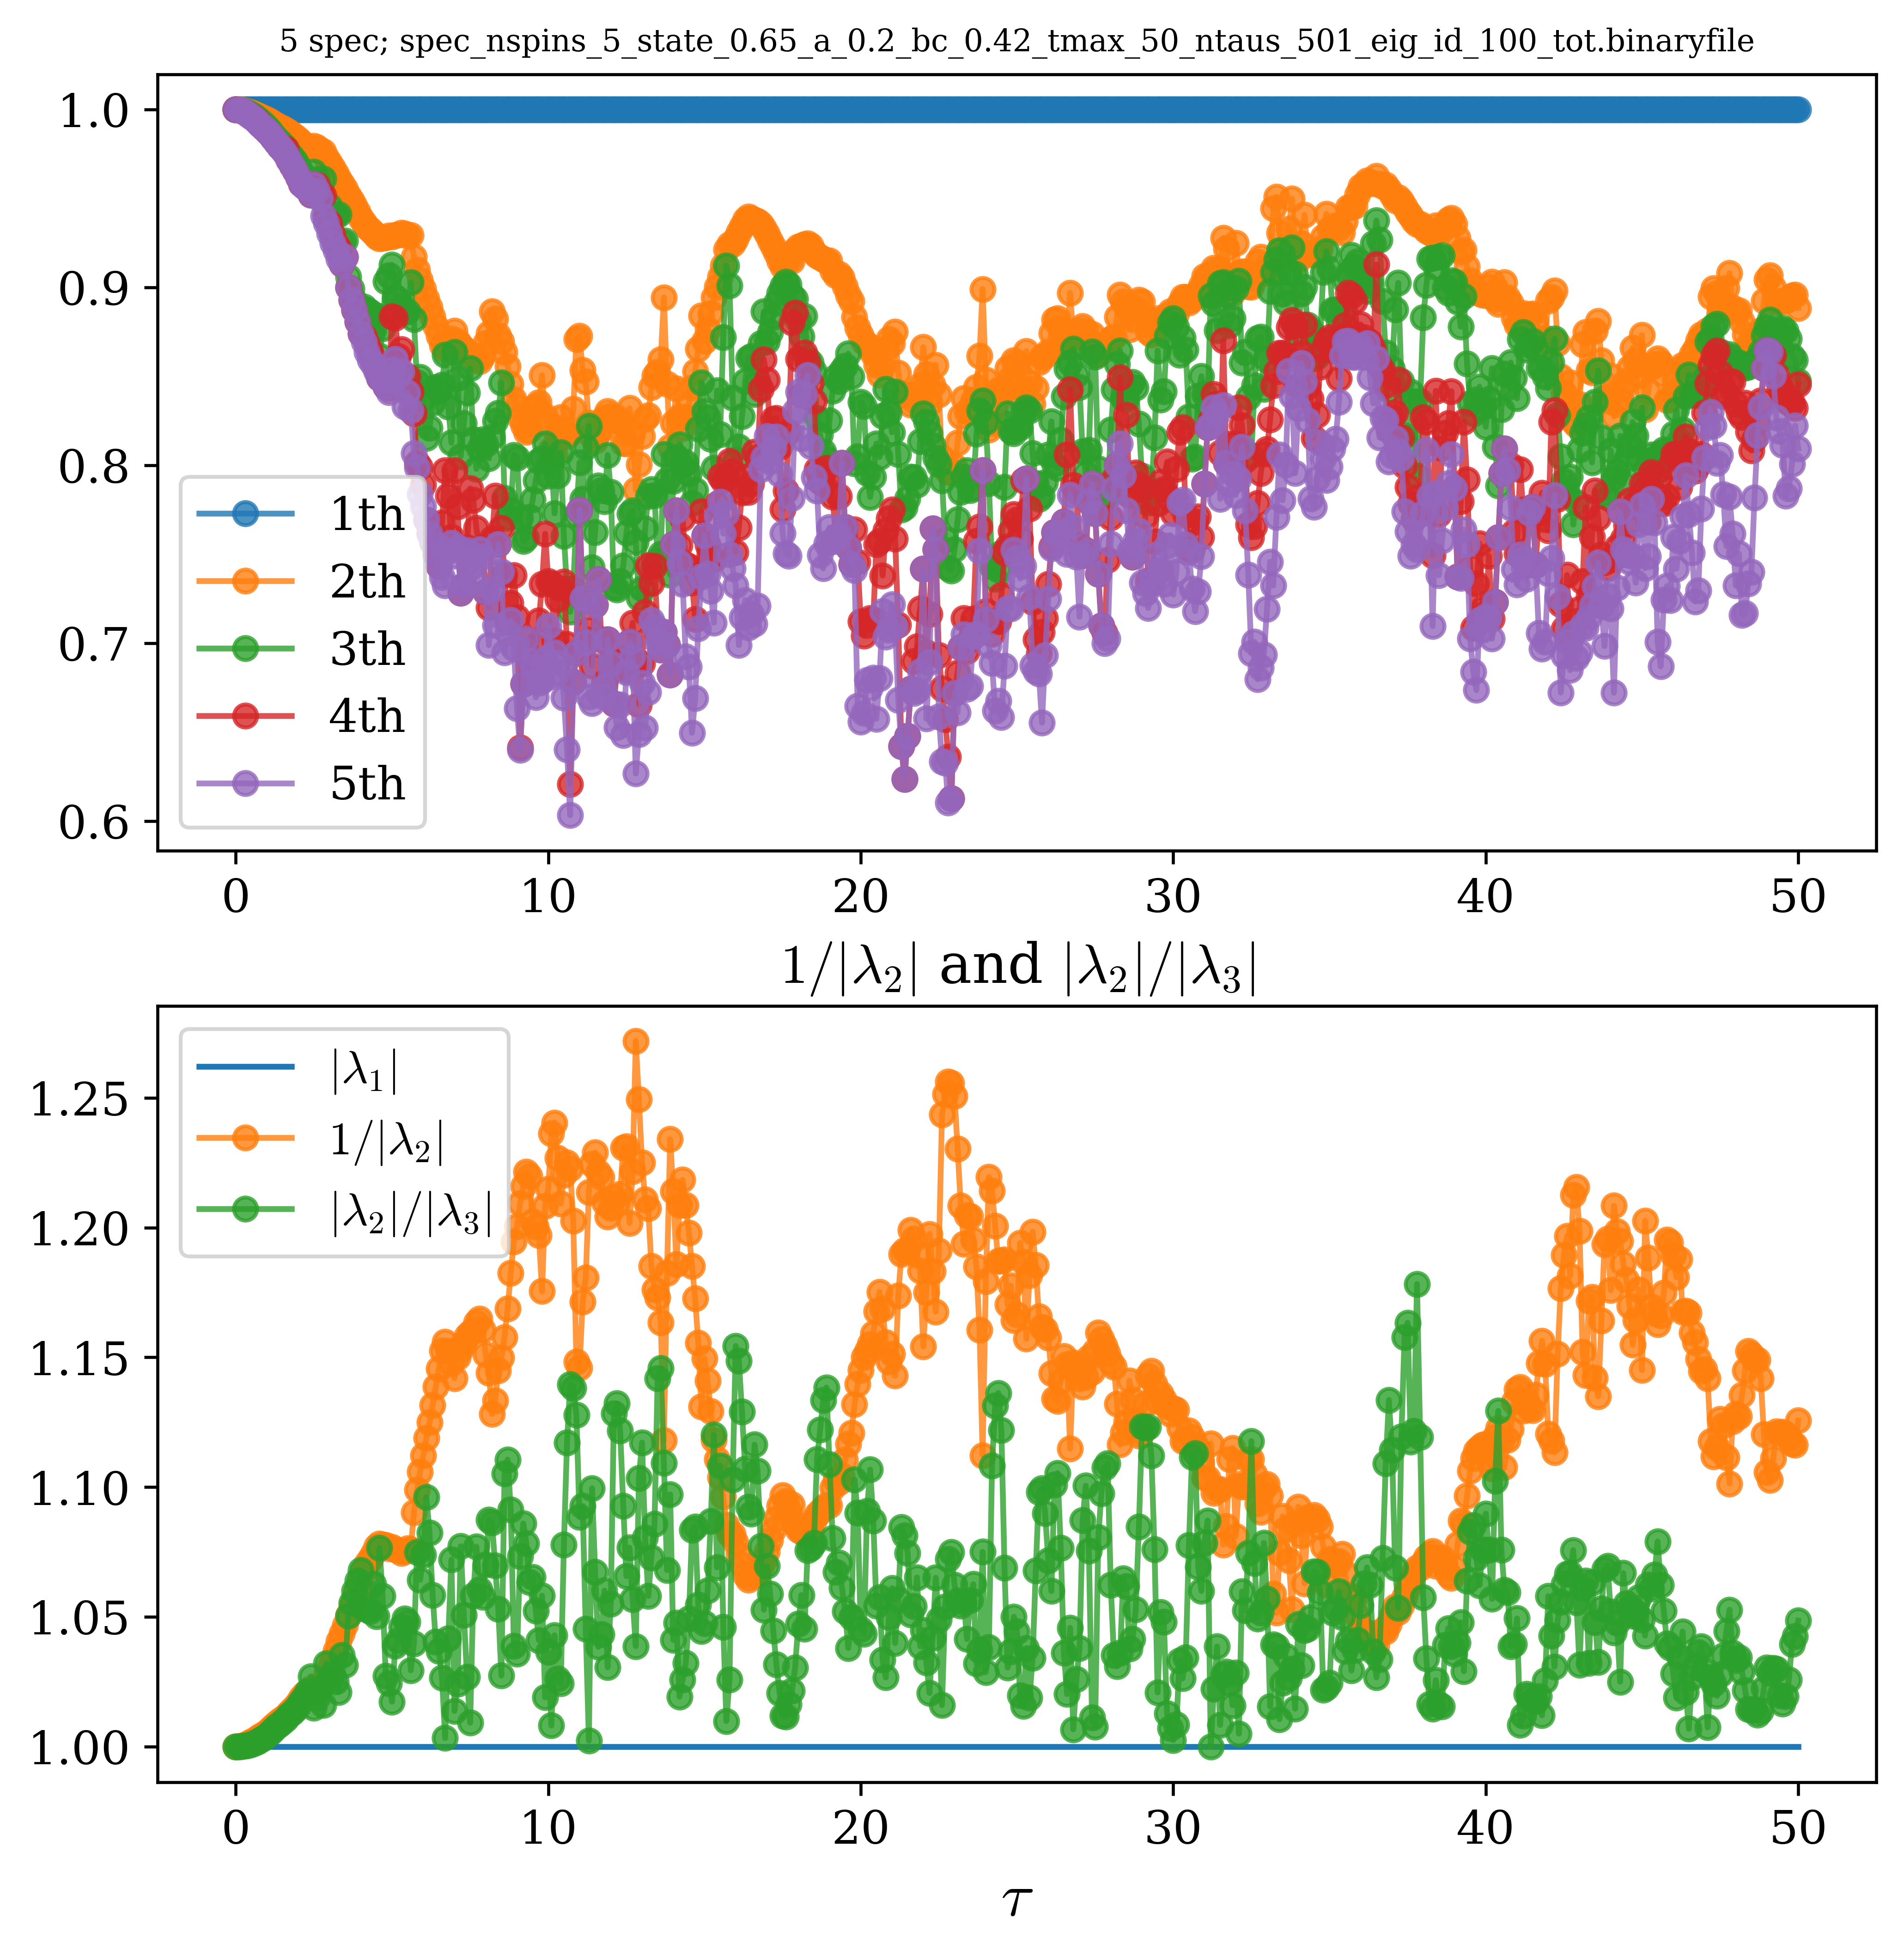 5 spec; spec_nspins_5_state_0.65_a_0.2_bc_0.42_tmax_50_ntaus_501_eig_id_100_tot.binaryfile
1.0
0.9
0.8
0.7
0.6
1th
2th
3th
4th
5th
0 10 20 30 40 50
1/|λ₂| and |λ₂|/|λ₃|
1.25
1.20
1.15
1.10
1.05
1.00
|λ₁|
1/|λ₂|
|λ₂|/|λ₃|
0 10 20 30 40 50
τ